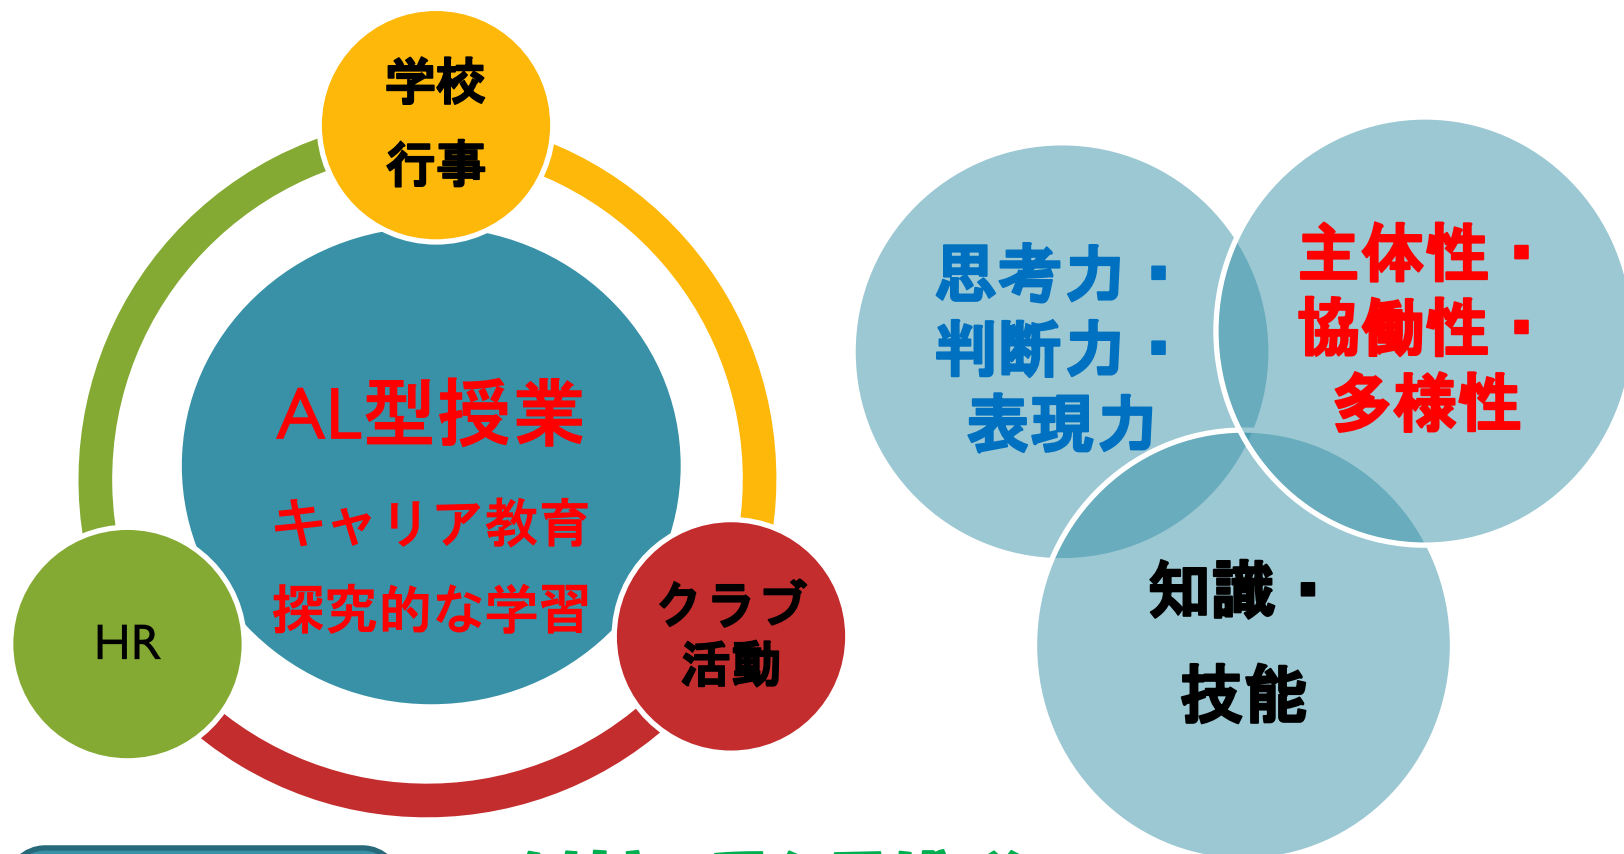 学校
行事
AL型授業
キャリア教育
探究的な学習
HR
クラブ
活動
思考力・
判断力・
表現力
主体性・
協働性・
多様性
知識・
技能